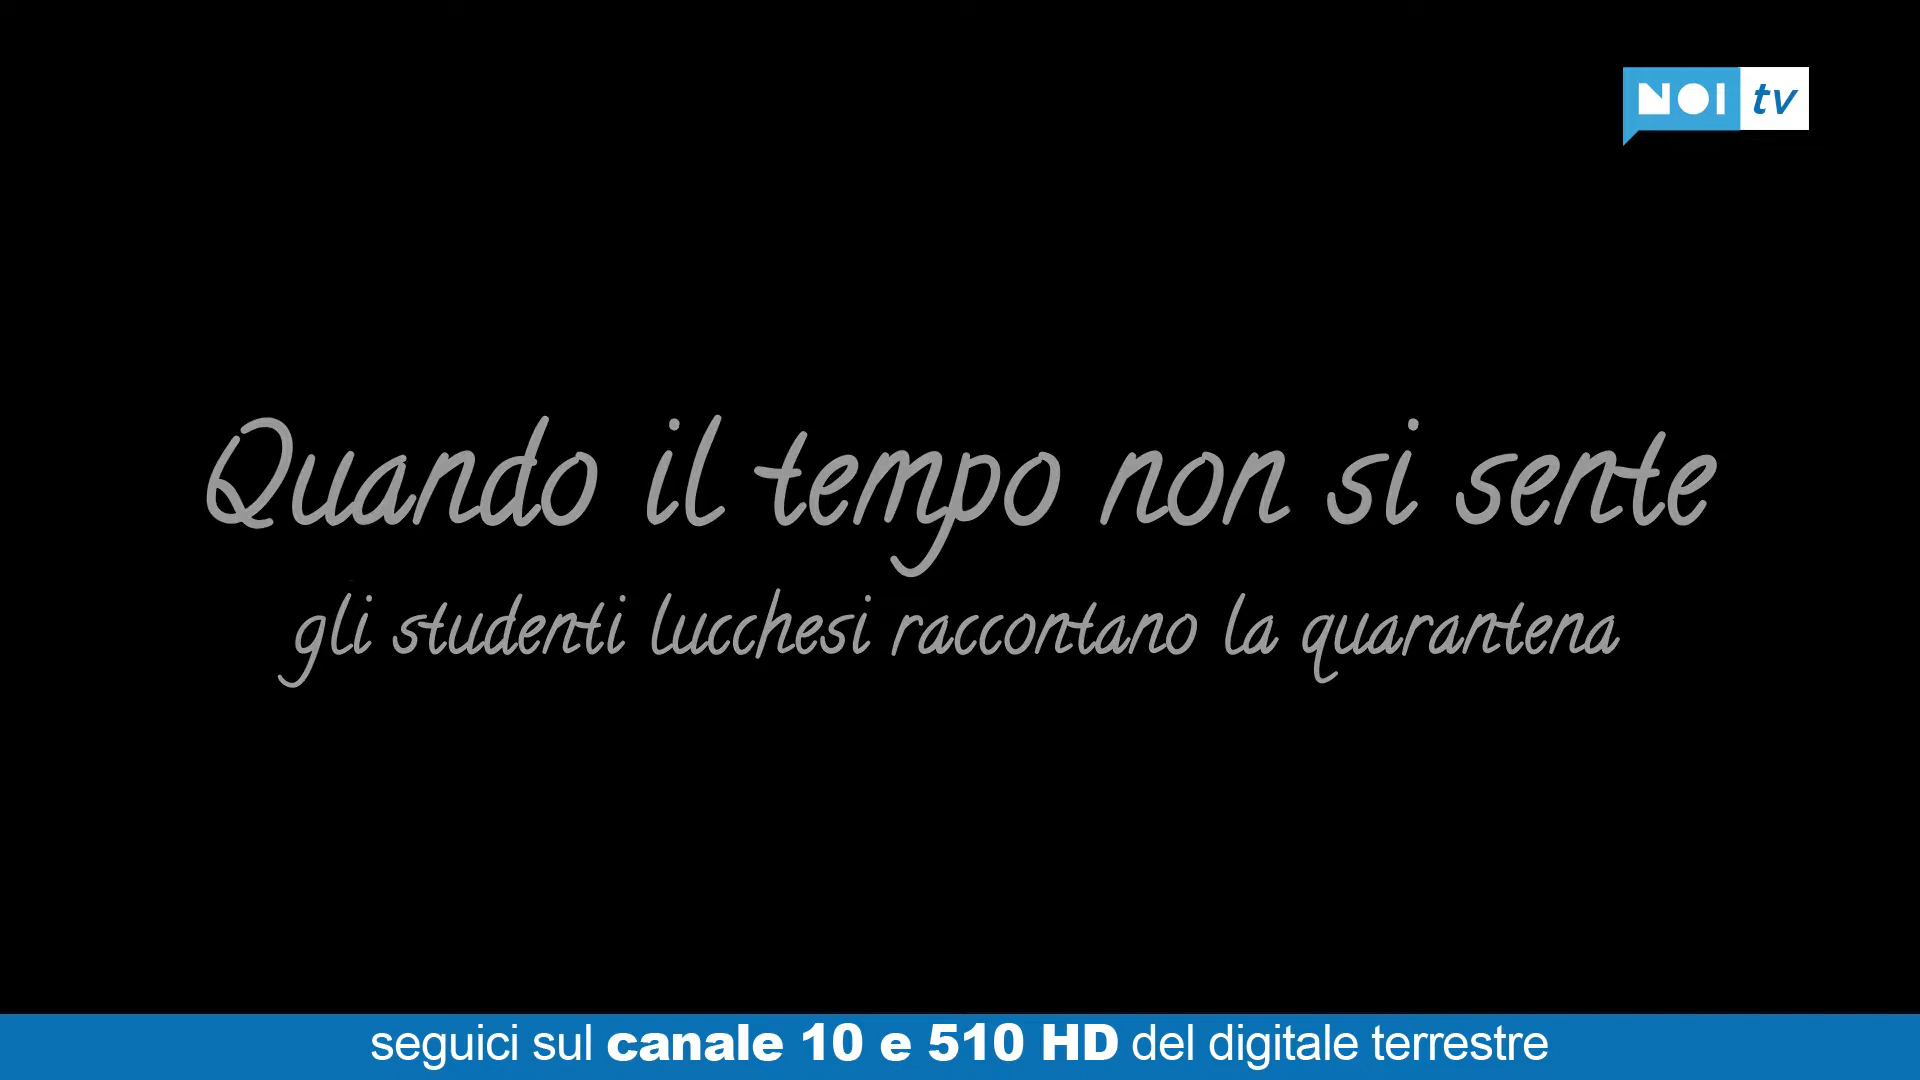 NOI tv
Quando il tempo non si sente
gli studenti lucchesi raccontano la quarantena
seguici sul canale 10 e 510 HD del digitale terrestre